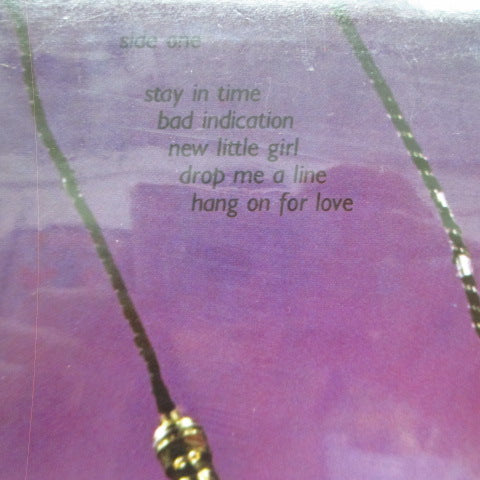 side one
stay in time
bad indication
new little girl
drop me a line
hang on for love